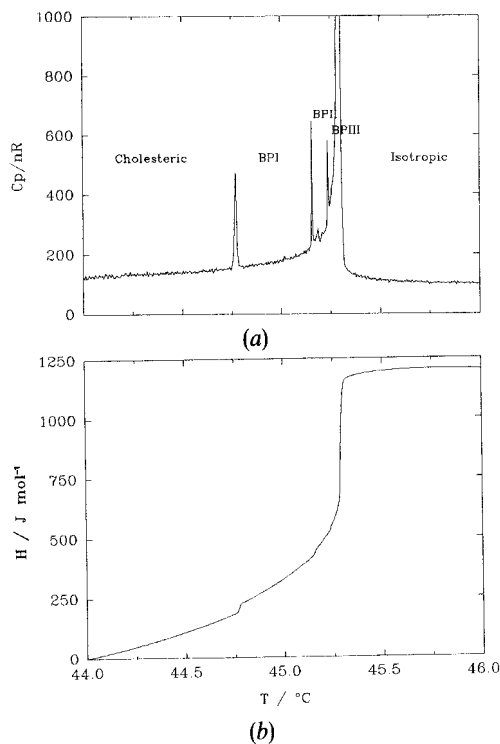 1000
800
600
400
200
0
Cp/nR
Cholesteric
BPI
BPII
BPIII
Isotropic
(a)
1250
1000
750
500
250
0
H / J mol⁻¹
44.0 44.5 45.0 45.5 46.0
T / °C
(b)